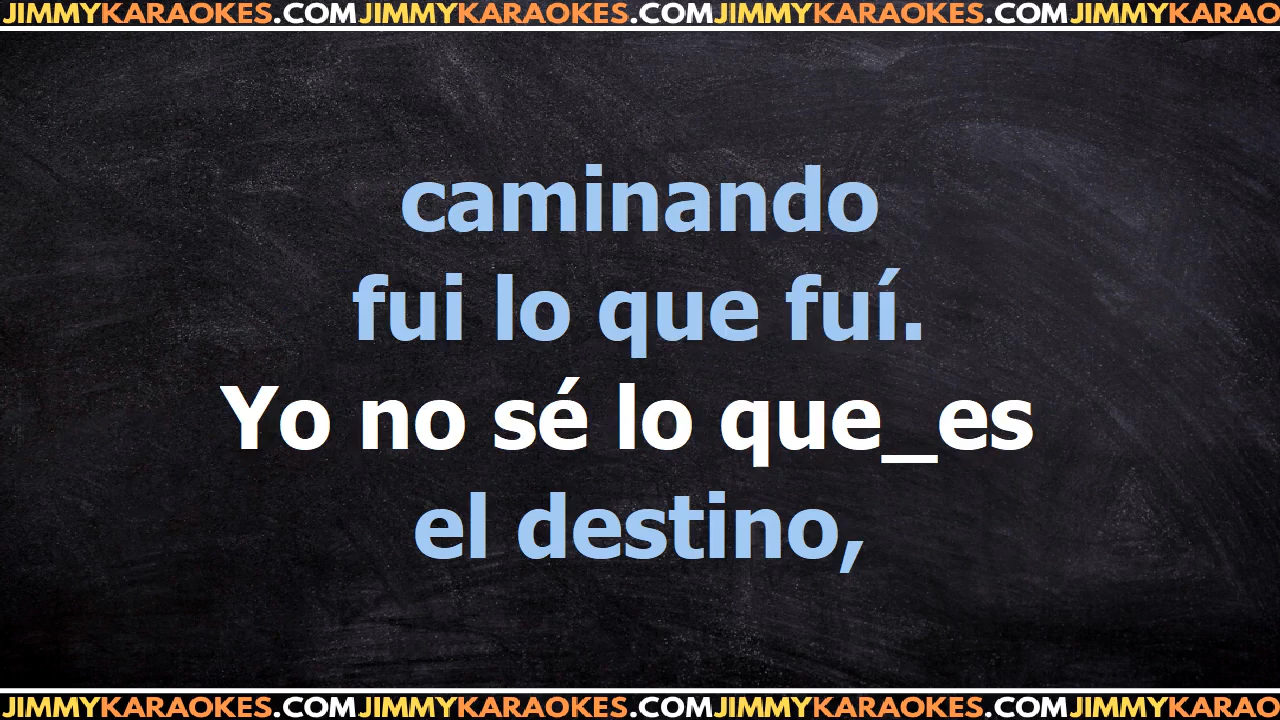 JIMMYKARAOKES.COMJIMMYKARAOKES.COMJIMMYKARAOKES.COMJIMMYKARAO
caminando
fui lo que fuí.
Yo no sé lo que_es
el destino,
JIMMYKARAOKES.COMJIMMYKARAOKES.COMJIMMYKARAOKES.COMJIMMYKARAO